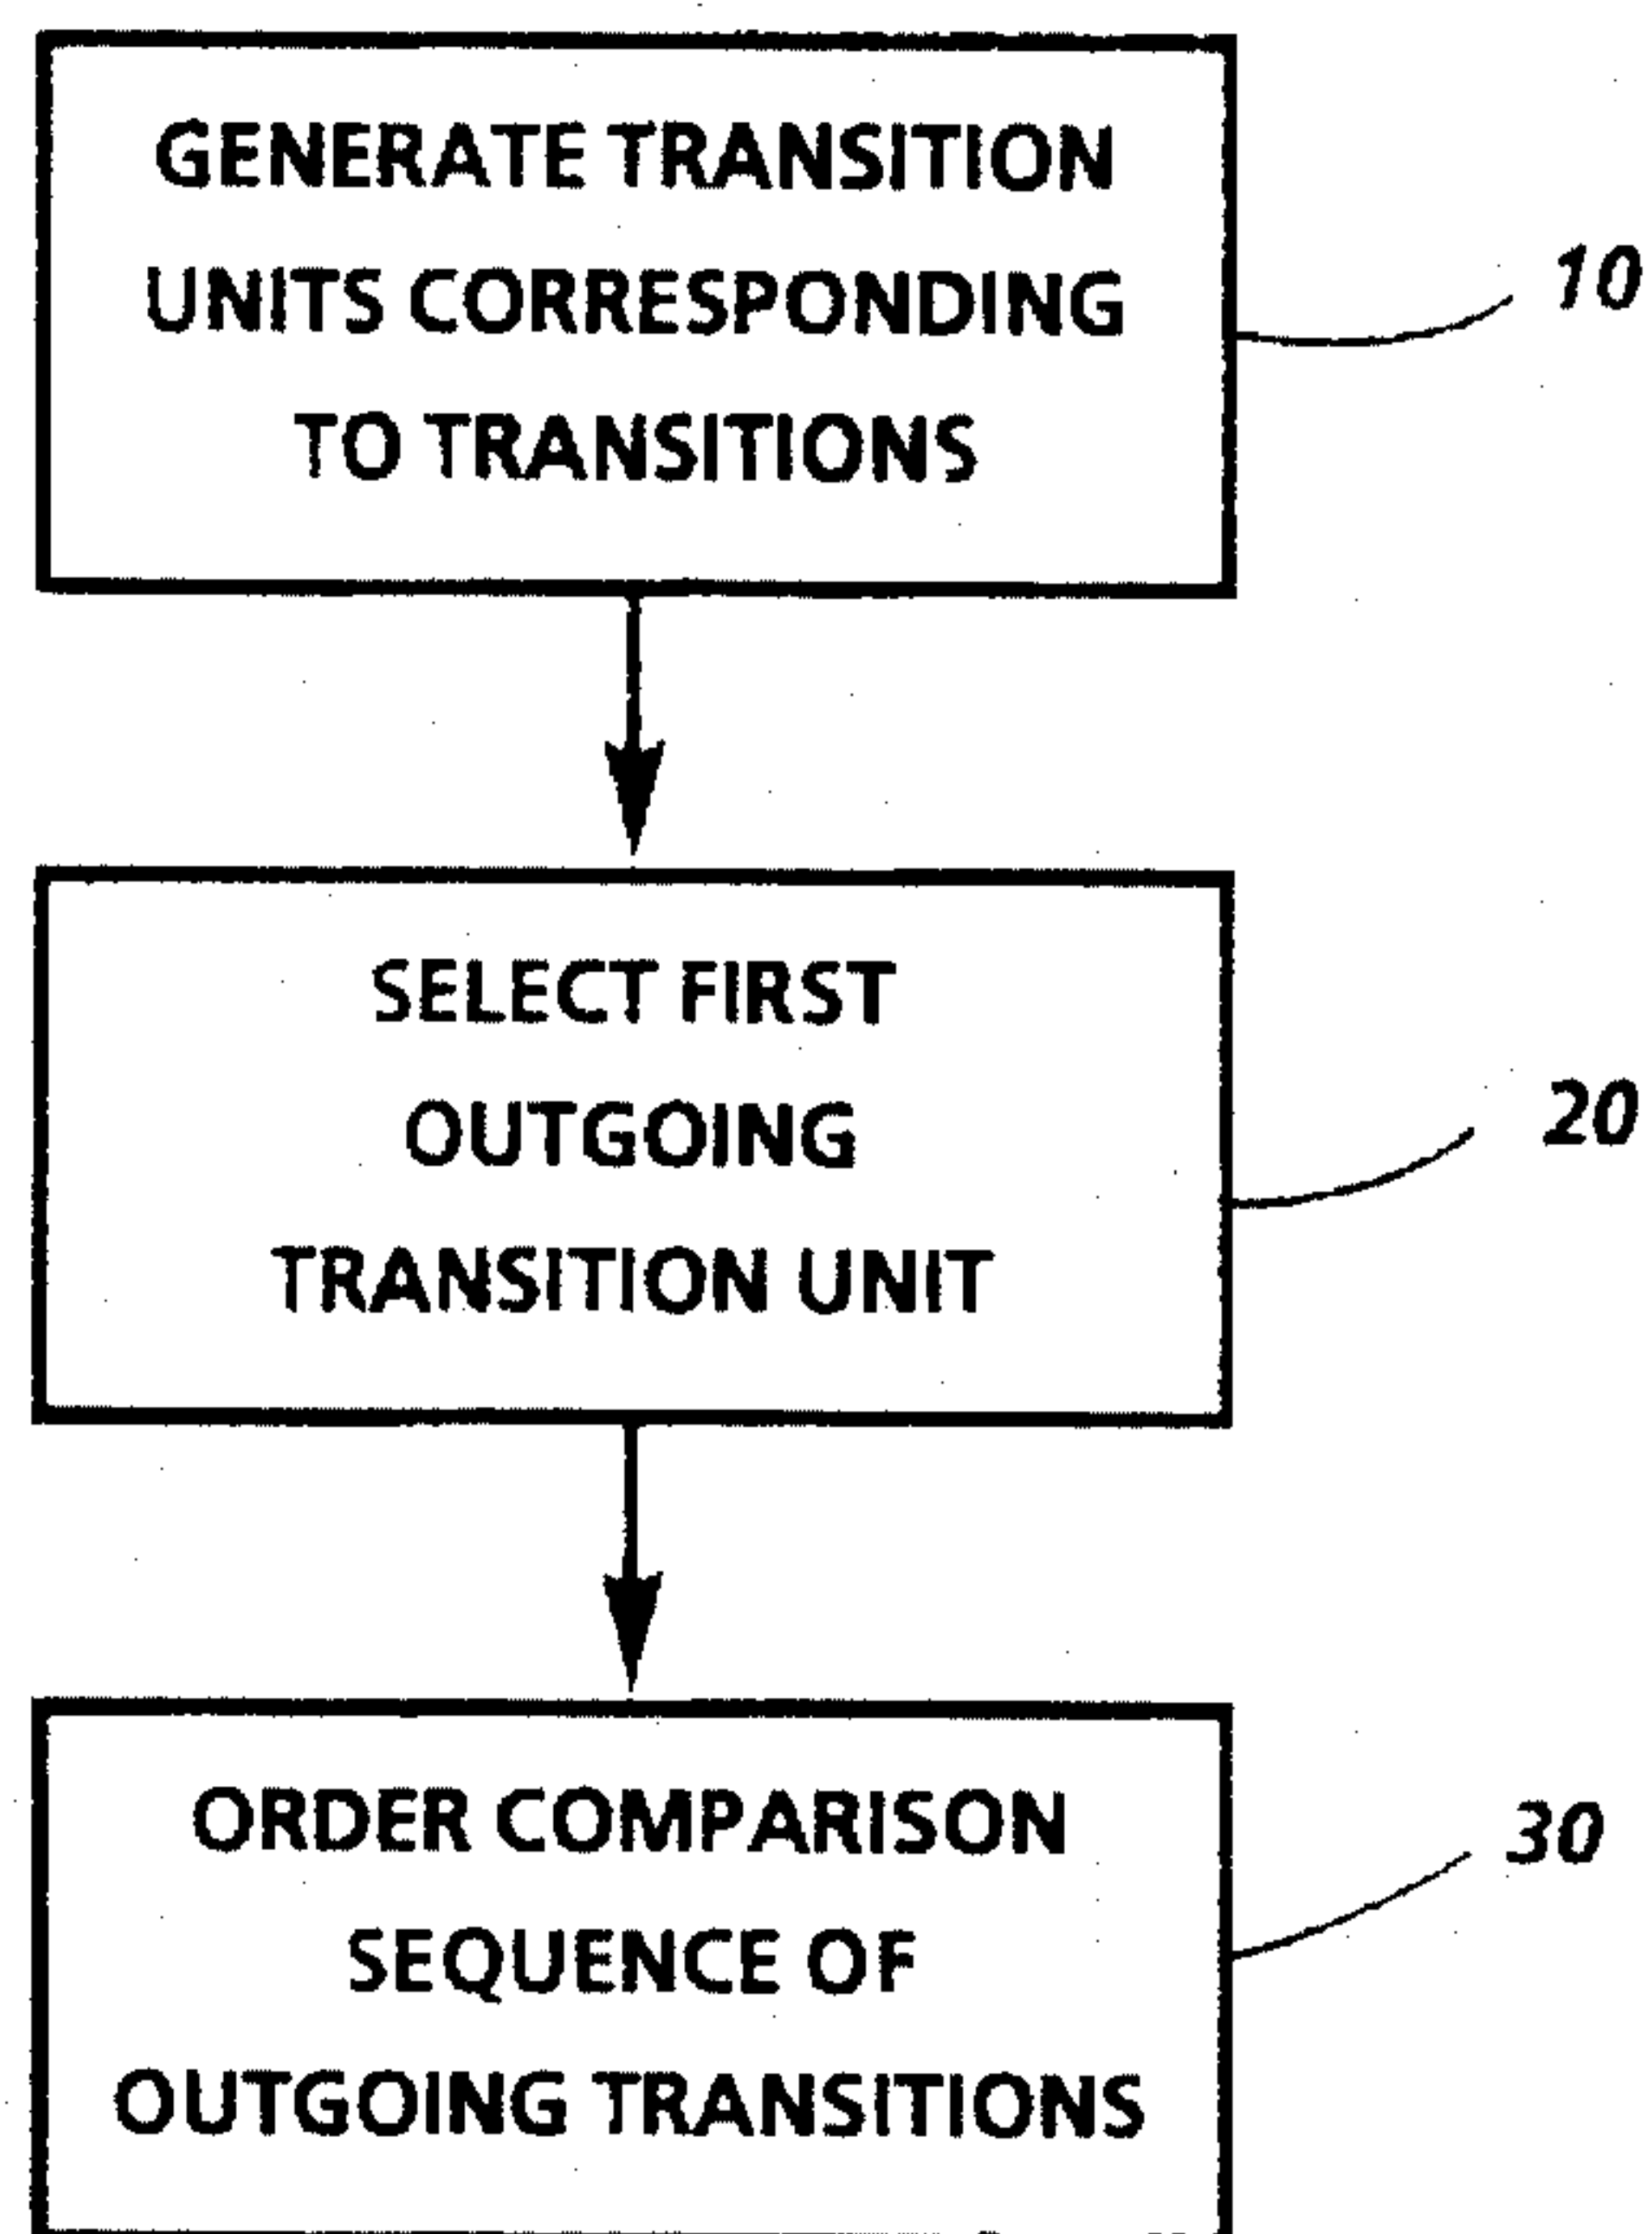 GENERATE TRANSITION
UNITS CORRESPONDING
TO TRANSITIONS
10
SELECT FIRST
OUTGOING
TRANSITION UNIT
20
ORDER COMPARISON
SEQUENCE OF
OUTGOING TRANSITIONS
30